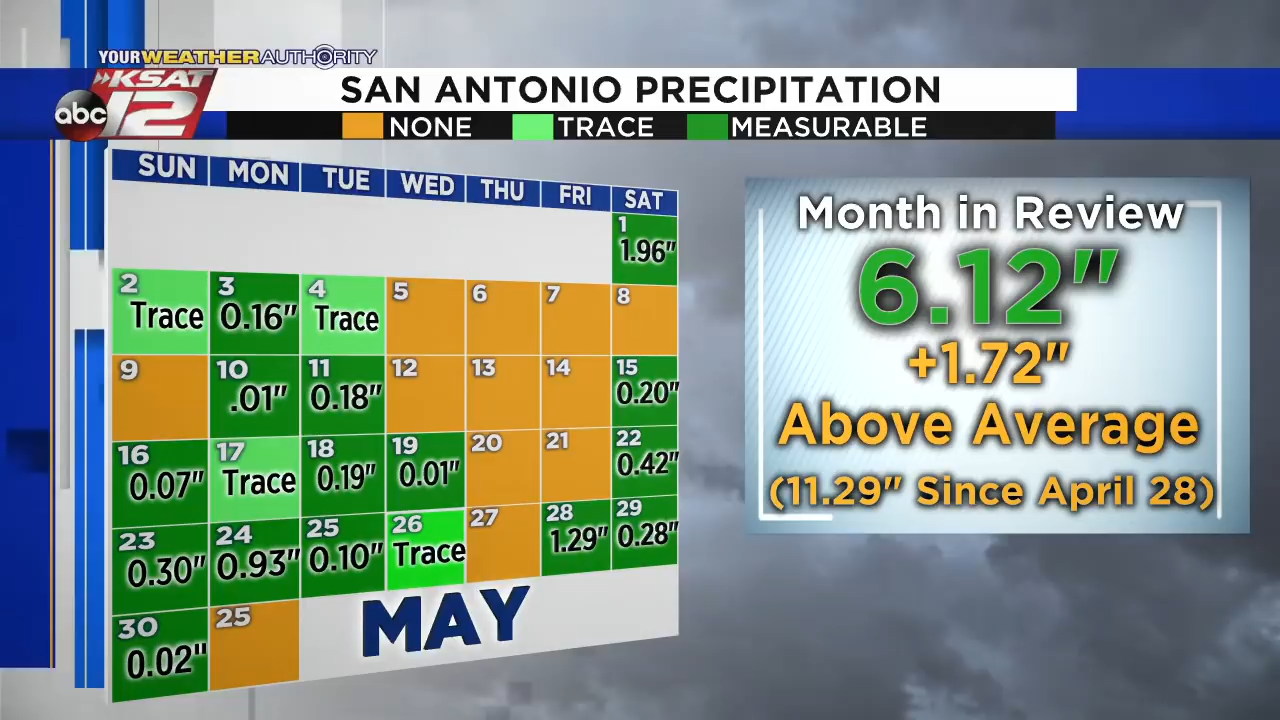 YOURWEATHERAUTHORITY
KSAT
abc 12
SAN ANTONIO PRECIPITATION
NONE TRACE MEASURABLE
SUN MON TUE WED THU FRI SAT
1
1.96"
2 3 4 5 6 7 8
Trace 0.16" Trace
9 10 11 12 13 14 15
.01" 0.18" 0.20"
16 17 18 19 20 21 22
0.07" Trace 0.19" 0.01" 0.42"
23 24 25 26 27 28 29
0.30" 0.93" 0.10" Trace 1.29" 0.28"
30 25
0.02"
MAY
Month in Review
6.12"
+1.72"
Above Average
(11.29" Since April 28)